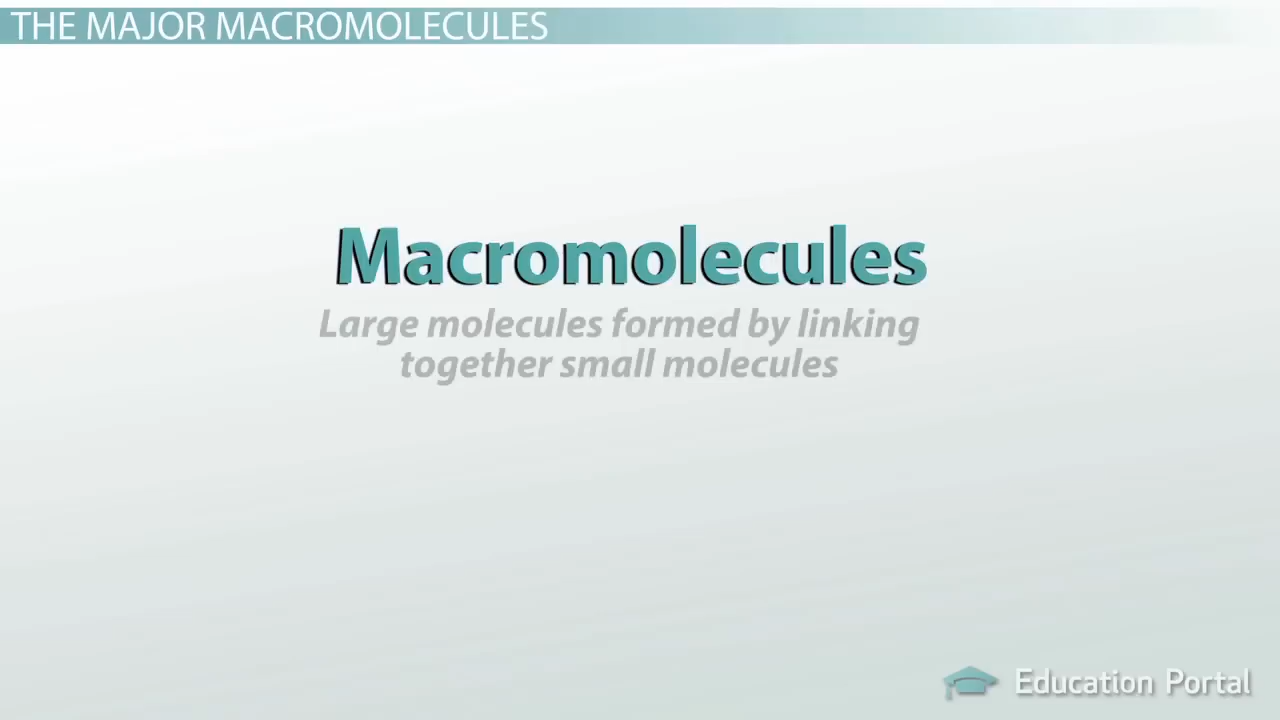 THE MAJOR MACROMOLECULES
Macromolecules
Large molecules formed by linking
together small molecules
Education Portal